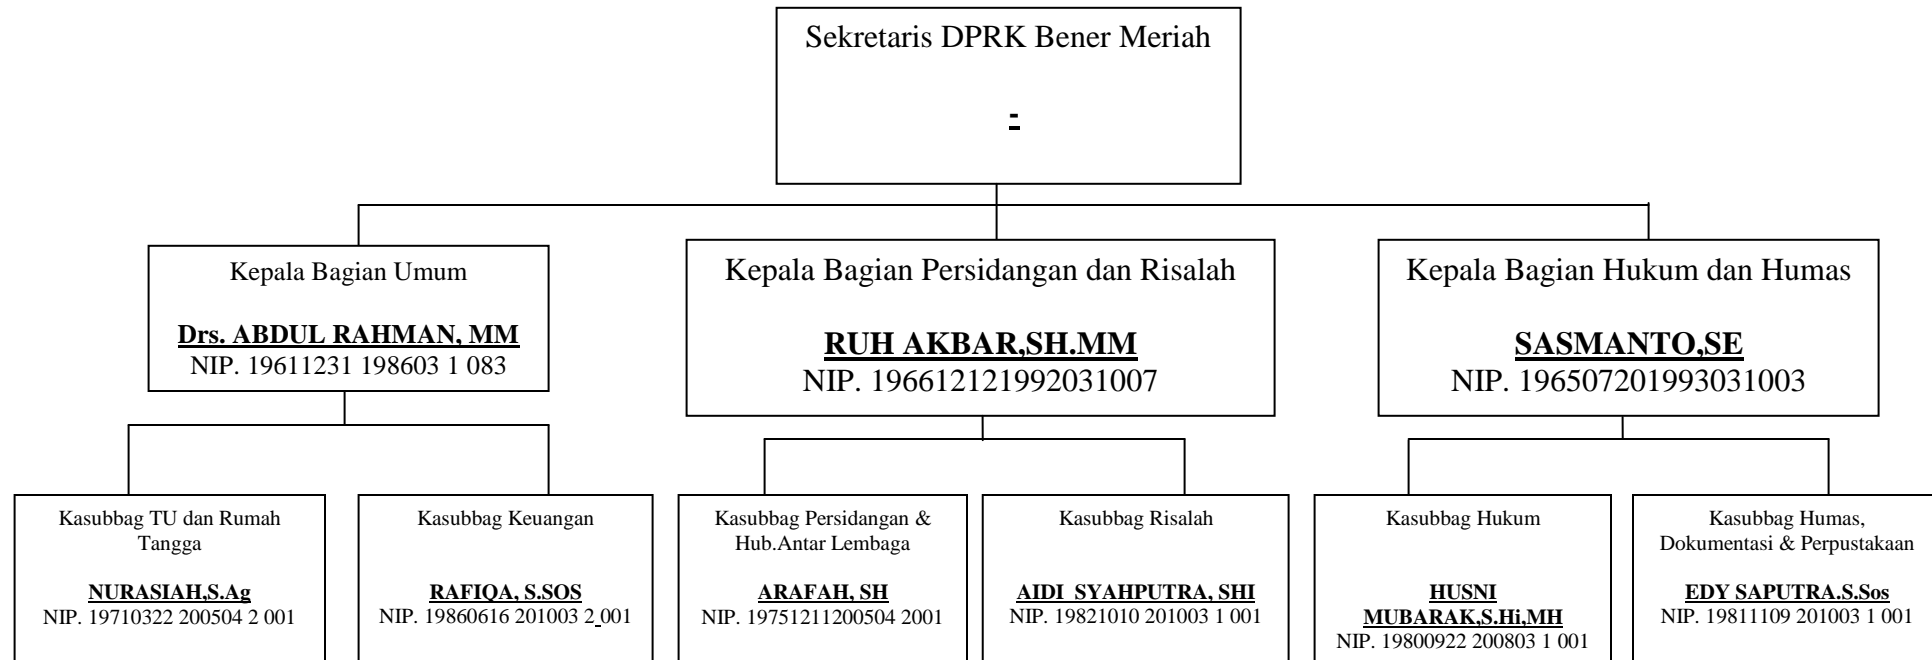 Sekretaris DPRK Bener Meriah
-
Kepala Bagian Umum
Drs. ABDUL RAHMAN, MM
NIP. 19611231 198603 1 083
Kepala Bagian Persidangan dan Risalah
RUH AKBAR,SH.MM
NIP. 196612121992031007
Kepala Bagian Hukum dan Humas
SASMANTO,SE
NIP. 196507201993031003
Kasubbag TU dan Rumah
Tangga
NURASIAH,S.Ag
NIP. 19710322 200504 2 001
Kasubbag Keuangan
RAFIQA, S.SOS
NIP. 19860616 201003 2 001
Kasubbag Persidangan &
Hub.Antar Lembaga
ARAFAH, SH
NIP. 19751211200504 2001
Kasubbag Risalah
AIDI SYAHPUTRA, SHI
NIP. 19821010 201003 1 001
Kasubbag Hukum
HUSNI
MUBARAK,S.Hi,MH
NIP. 19800922 200803 1 001
Kasubbag Humas,
Dokumentasi & Perpustakaan
EDY SAPUTRA.S.Sos
NIP. 19811109 201003 1 001